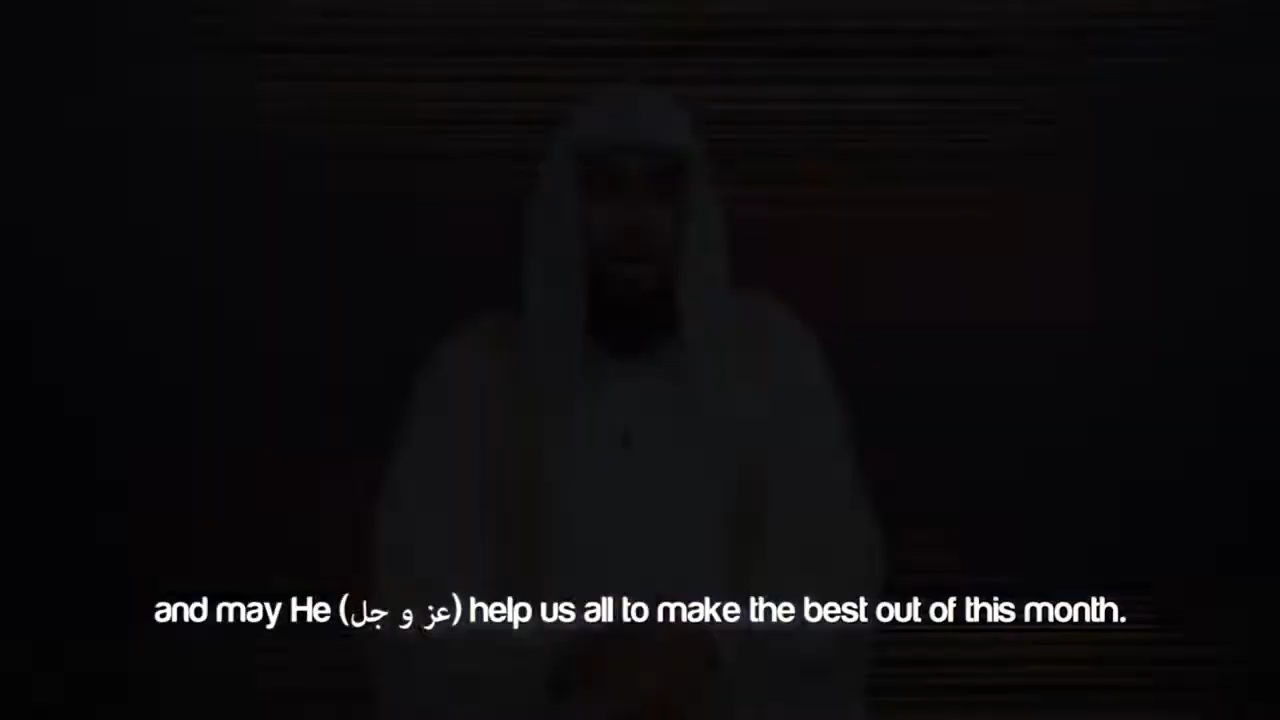 and may He (عز و جل) help us all to make the best out of this month.